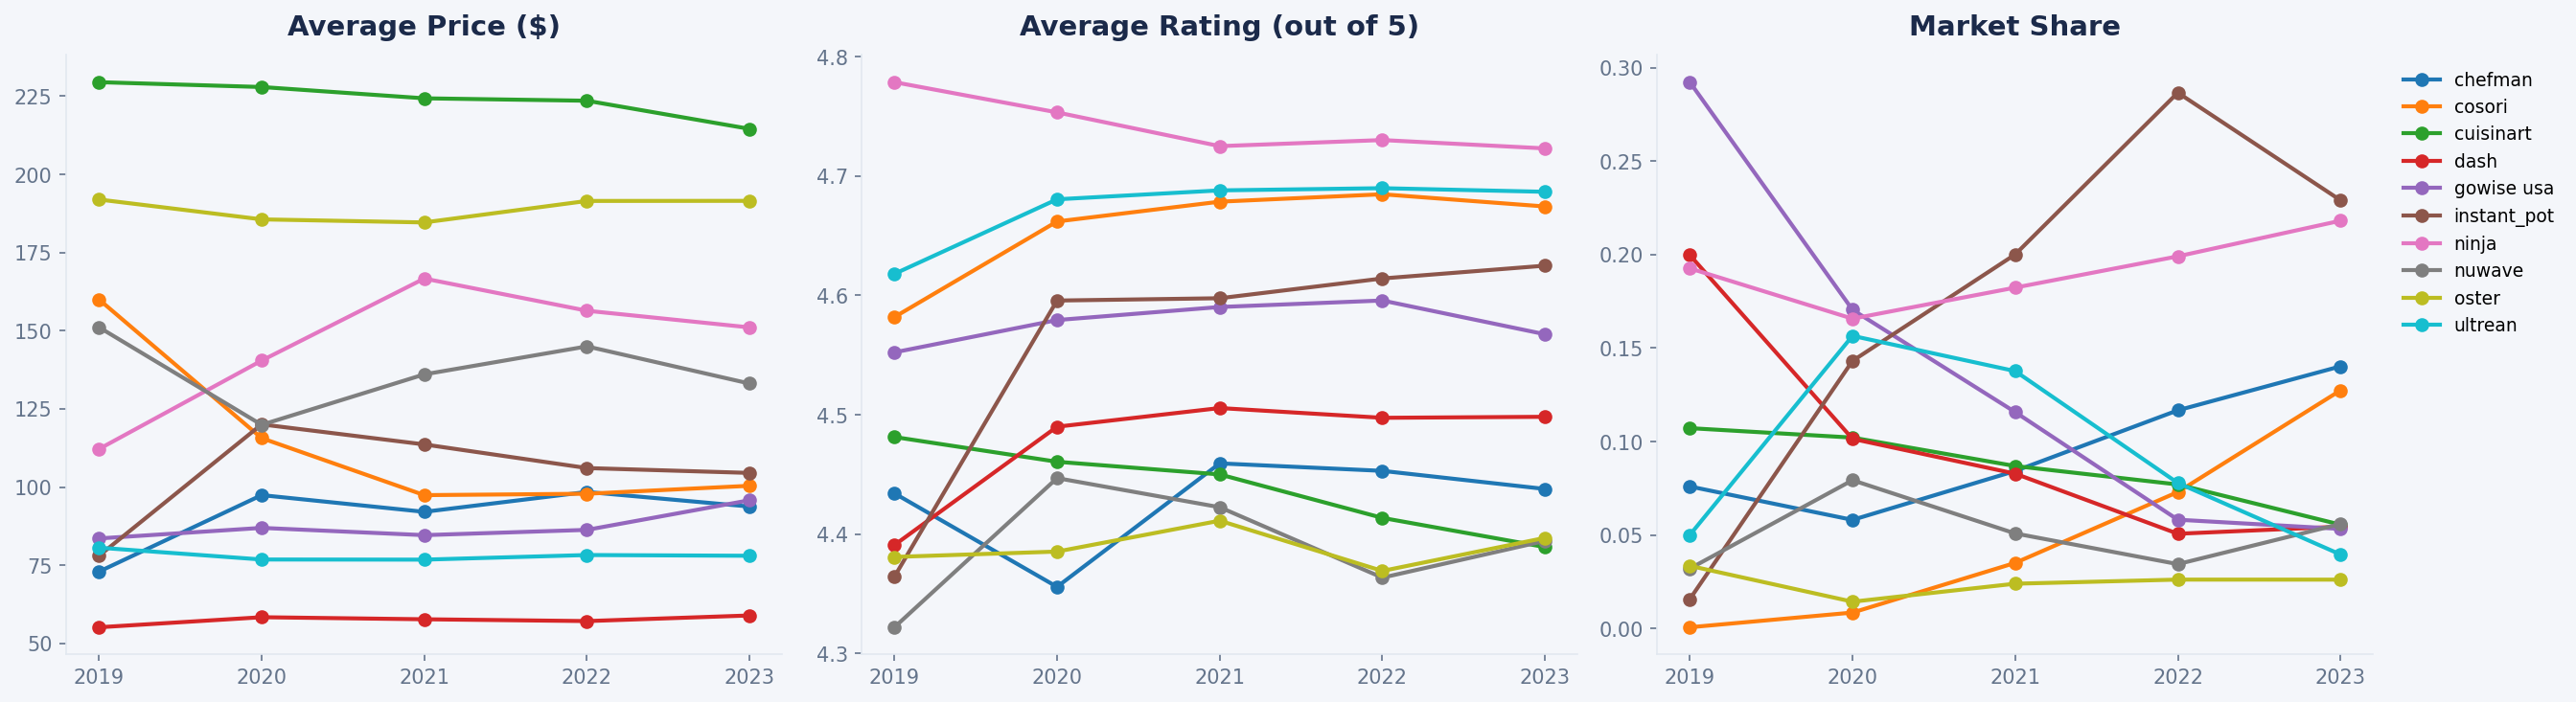 Average Price ($)
225
200
175
150
125
100
75
50
2019 2020 2021 2022 2023
Average Rating (out of 5)
4.8
4.7
4.6
4.5
4.4
4.3
2019 2020 2021 2022 2023
Market Share
0.30
0.25
0.20
0.15
0.10
0.05
0.00
2019 2020 2021 2022 2023
chefman
cosori
cuisinart
dash
gowise usa
instant_pot
ninja
nuwave
oster
ultrean